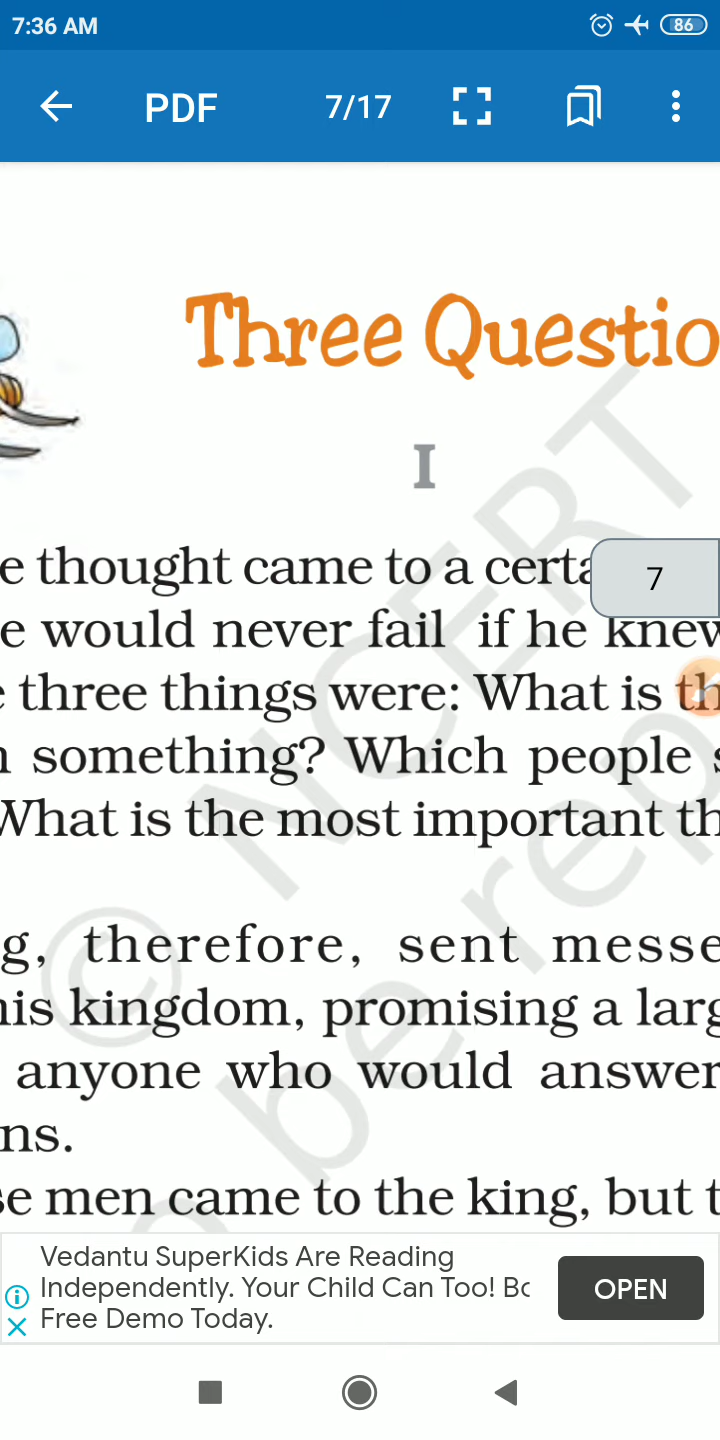 7:36 AM
86
PDF
7/17
Three Questio
I
e thought came to a certa
7
e would never fail if he knew
three things were: What is th
something? Which people s
What is the most important th
g, therefore, sent messe
his kingdom, promising a larg
anyone who would answer
ns.
se men came to the king, but t
© NCERT
be rep
Vedantu SuperKids Are Reading
Independently. Your Child Can Too! Bo
Free Demo Today.
OPEN